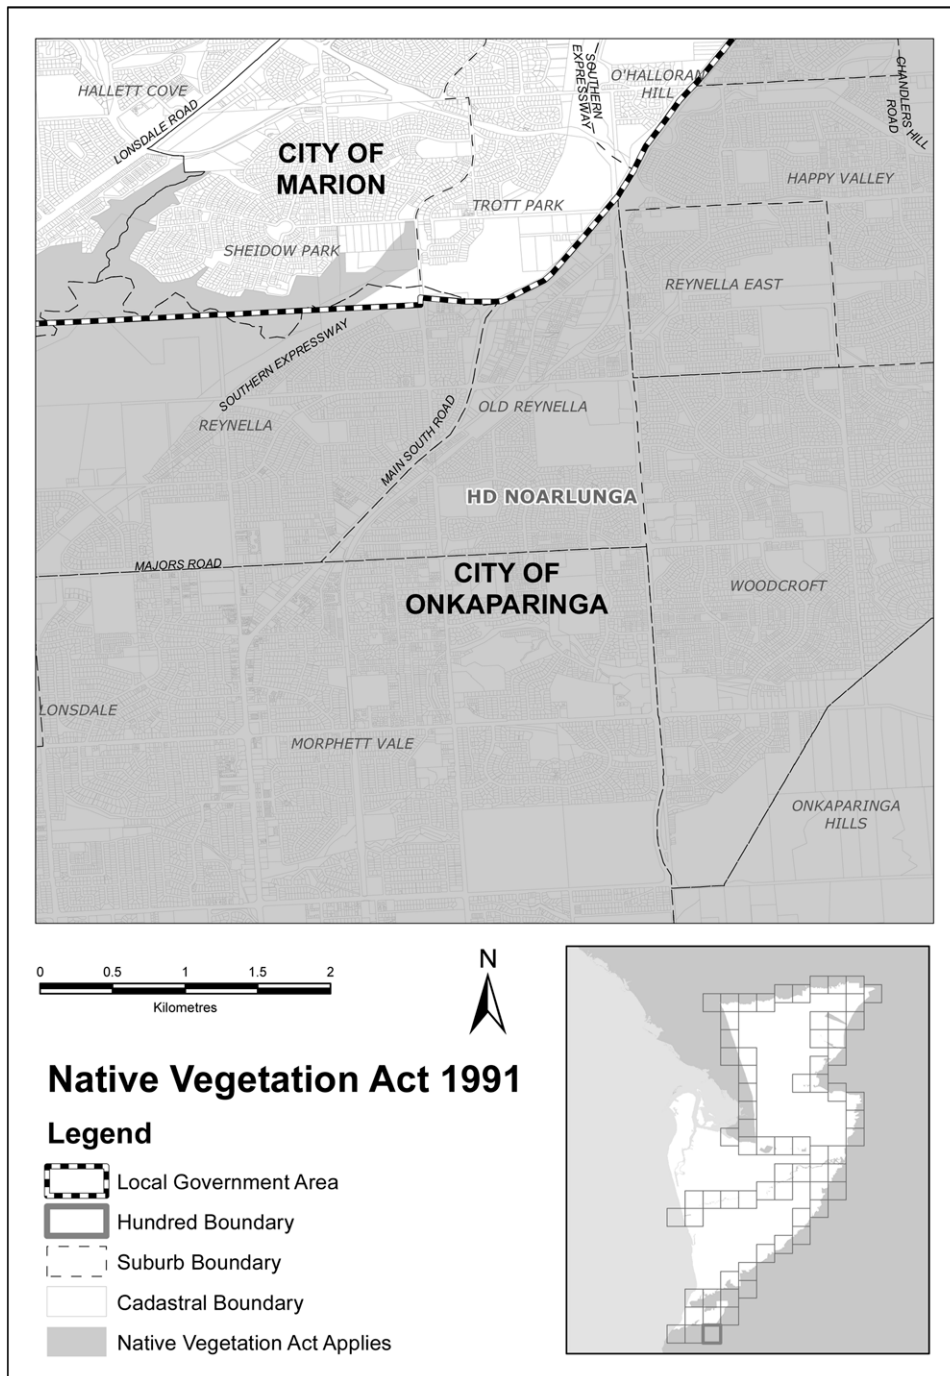 HALLETT COVE
LONSDALE ROAD
CITY OF
MARION
SOUTHERN
EXPRESSWAY
O'HALLORAN
HILL
CHANDLERS HILL
ROAD
HAPPY VALLEY
TROTT PARK
SHEIDOW PARK
REYNELLA EAST
SOUTHERN EXPRESSWAY
REYNELLA
MAIN SOUTH ROAD
OLD REYNELLA
HD NOARLUNGA
MAJORS ROAD
CITY OF
ONKAPARINGA
WOODCROFT
LONSDALE
MORPHETT VALE
ONKAPARINGA
HILLS
0 0.5 1 1.5 2
Kilometres
N
Native Vegetation Act 1991
Legend
Local Government Area
Hundred Boundary
Suburb Boundary
Cadastral Boundary
Native Vegetation Act Applies